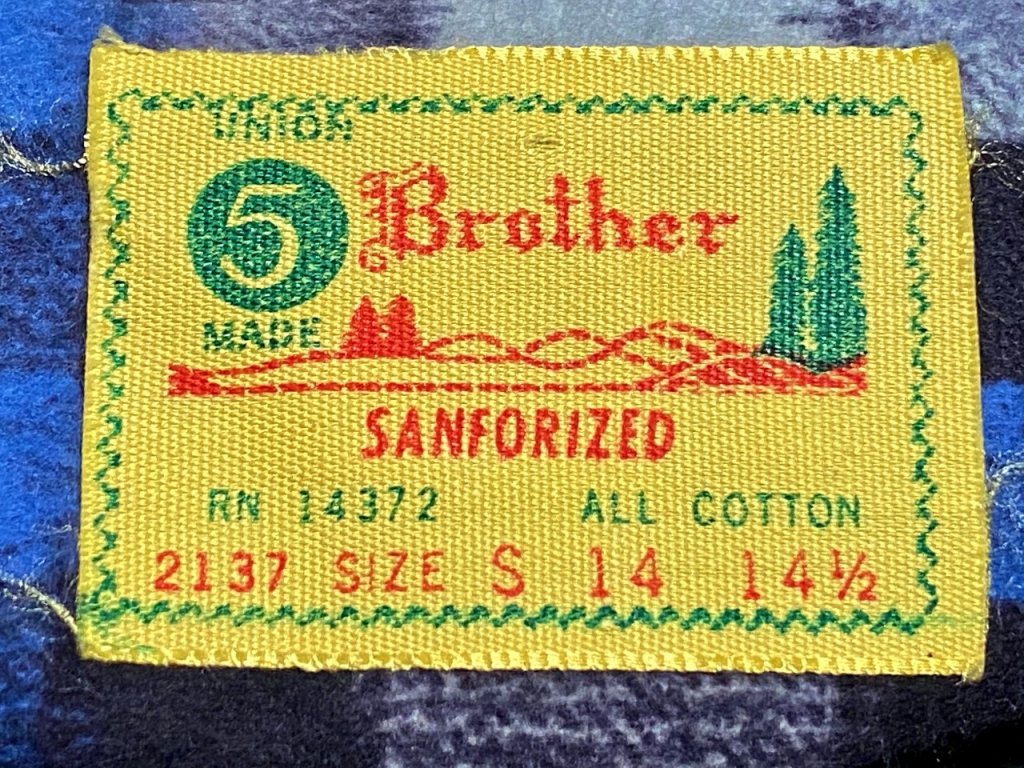 UNION
5 Brother
MADE
SANFORIZED
RN 14372 ALL COTTON
2137 SIZE S 14 14½